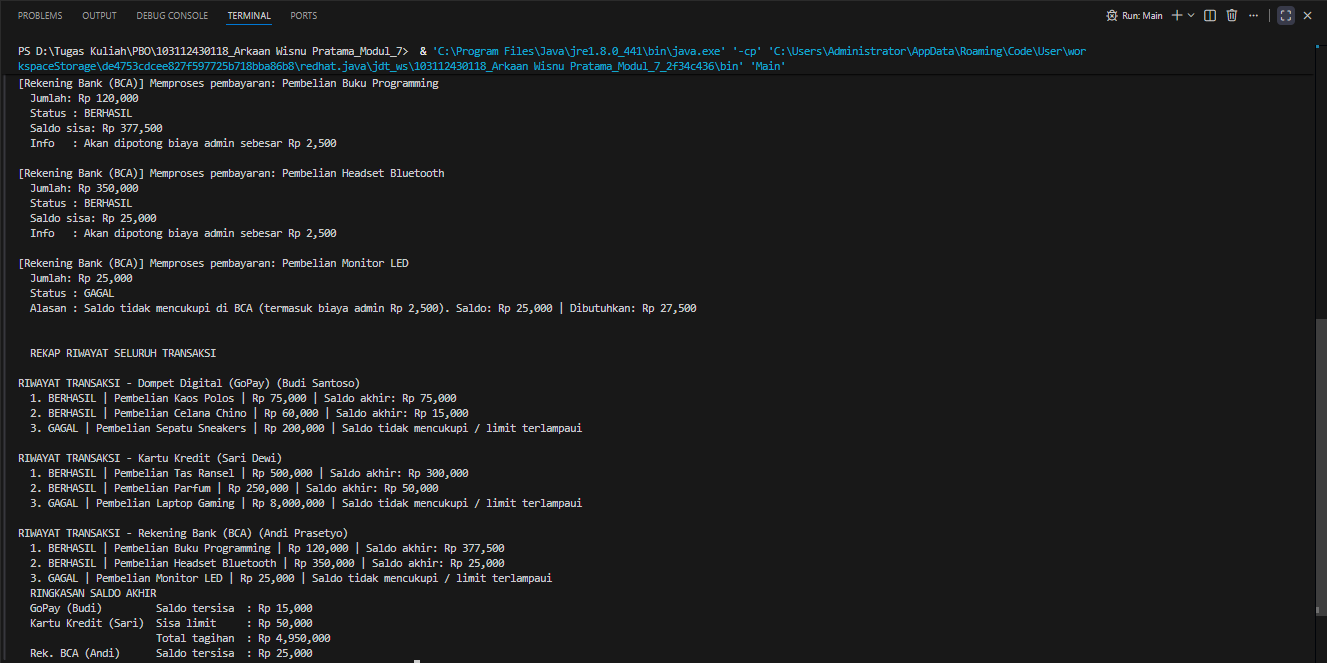 PROBLEMS OUTPUT DEBUG CONSOLE TERMINAL PORTS Run: Main
PS D:\Tugas Kuliah\PBO\103112430118_Arkaan Wisnu Pratama_Modul_7> & 'C:\Program Files\Java\jre1.8.0_441\bin\java.exe' '-cp' 'C:\Users\Administrator\AppData\Roaming\Code\User\wor
kspaceStorage\de4753cdcee827f597725b718bba86b8\redhat.java\jdt_ws\103112430118_Arkaan Wisnu Pratama_Modul_7_2f34c436\bin' 'Main'
[Rekening Bank (BCA)] Memproses pembayaran: Pembelian Buku Programming
Jumlah: Rp 120,000
Status : BERHASIL
Saldo sisa: Rp 377,500
Info : Akan dipotong biaya admin sebesar Rp 2,500
[Rekening Bank (BCA)] Memproses pembayaran: Pembelian Headset Bluetooth
Jumlah: Rp 350,000
Status : BERHASIL
Saldo sisa: Rp 25,000
Info : Akan dipotong biaya admin sebesar Rp 2,500
[Rekening Bank (BCA)] Memproses pembayaran: Pembelian Monitor LED
Jumlah: Rp 25,000
Status : GAGAL
Alasan : Saldo tidak mencukupi di BCA (termasuk biaya admin Rp 2,500). Saldo: Rp 25,000 | Dibutuhkan: Rp 27,500
REKAP RIWAYAT SELURUH TRANSAKSI
RIWAYAT TRANSAKSI - Dompet Digital (GoPay) (Budi Santoso)
1. BERHASIL | Pembelian Kaos Polos | Rp 75,000 | Saldo akhir: Rp 75,000
2. BERHASIL | Pembelian Celana Chino | Rp 60,000 | Saldo akhir: Rp 15,000
3. GAGAL | Pembelian Sepatu Sneakers | Rp 200,000 | Saldo tidak mencukupi / limit terlampaui
RIWAYAT TRANSAKSI - Kartu Kredit (Sari Dewi)
1. BERHASIL | Pembelian Tas Ransel | Rp 500,000 | Saldo akhir: Rp 300,000
2. BERHASIL | Pembelian Parfum | Rp 250,000 | Saldo akhir: Rp 50,000
3. GAGAL | Pembelian Laptop Gaming | Rp 8,000,000 | Saldo tidak mencukupi / limit terlampaui
RIWAYAT TRANSAKSI - Rekening Bank (BCA) (Andi Prasetyo)
1. BERHASIL | Pembelian Buku Programming | Rp 120,000 | Saldo akhir: Rp 377,500
2. BERHASIL | Pembelian Headset Bluetooth | Rp 350,000 | Saldo akhir: Rp 25,000
3. GAGAL | Pembelian Monitor LED | Rp 25,000 | Saldo tidak mencukupi / limit terlampaui
RINGKASAN SALDO AKHIR
GoPay (Budi) Saldo tersisa : Rp 15,000
Kartu Kredit (Sari) Sisa limit : Rp 50,000
Total tagihan : Rp 4,950,000
Rek. BCA (Andi) Saldo tersisa : Rp 25,000